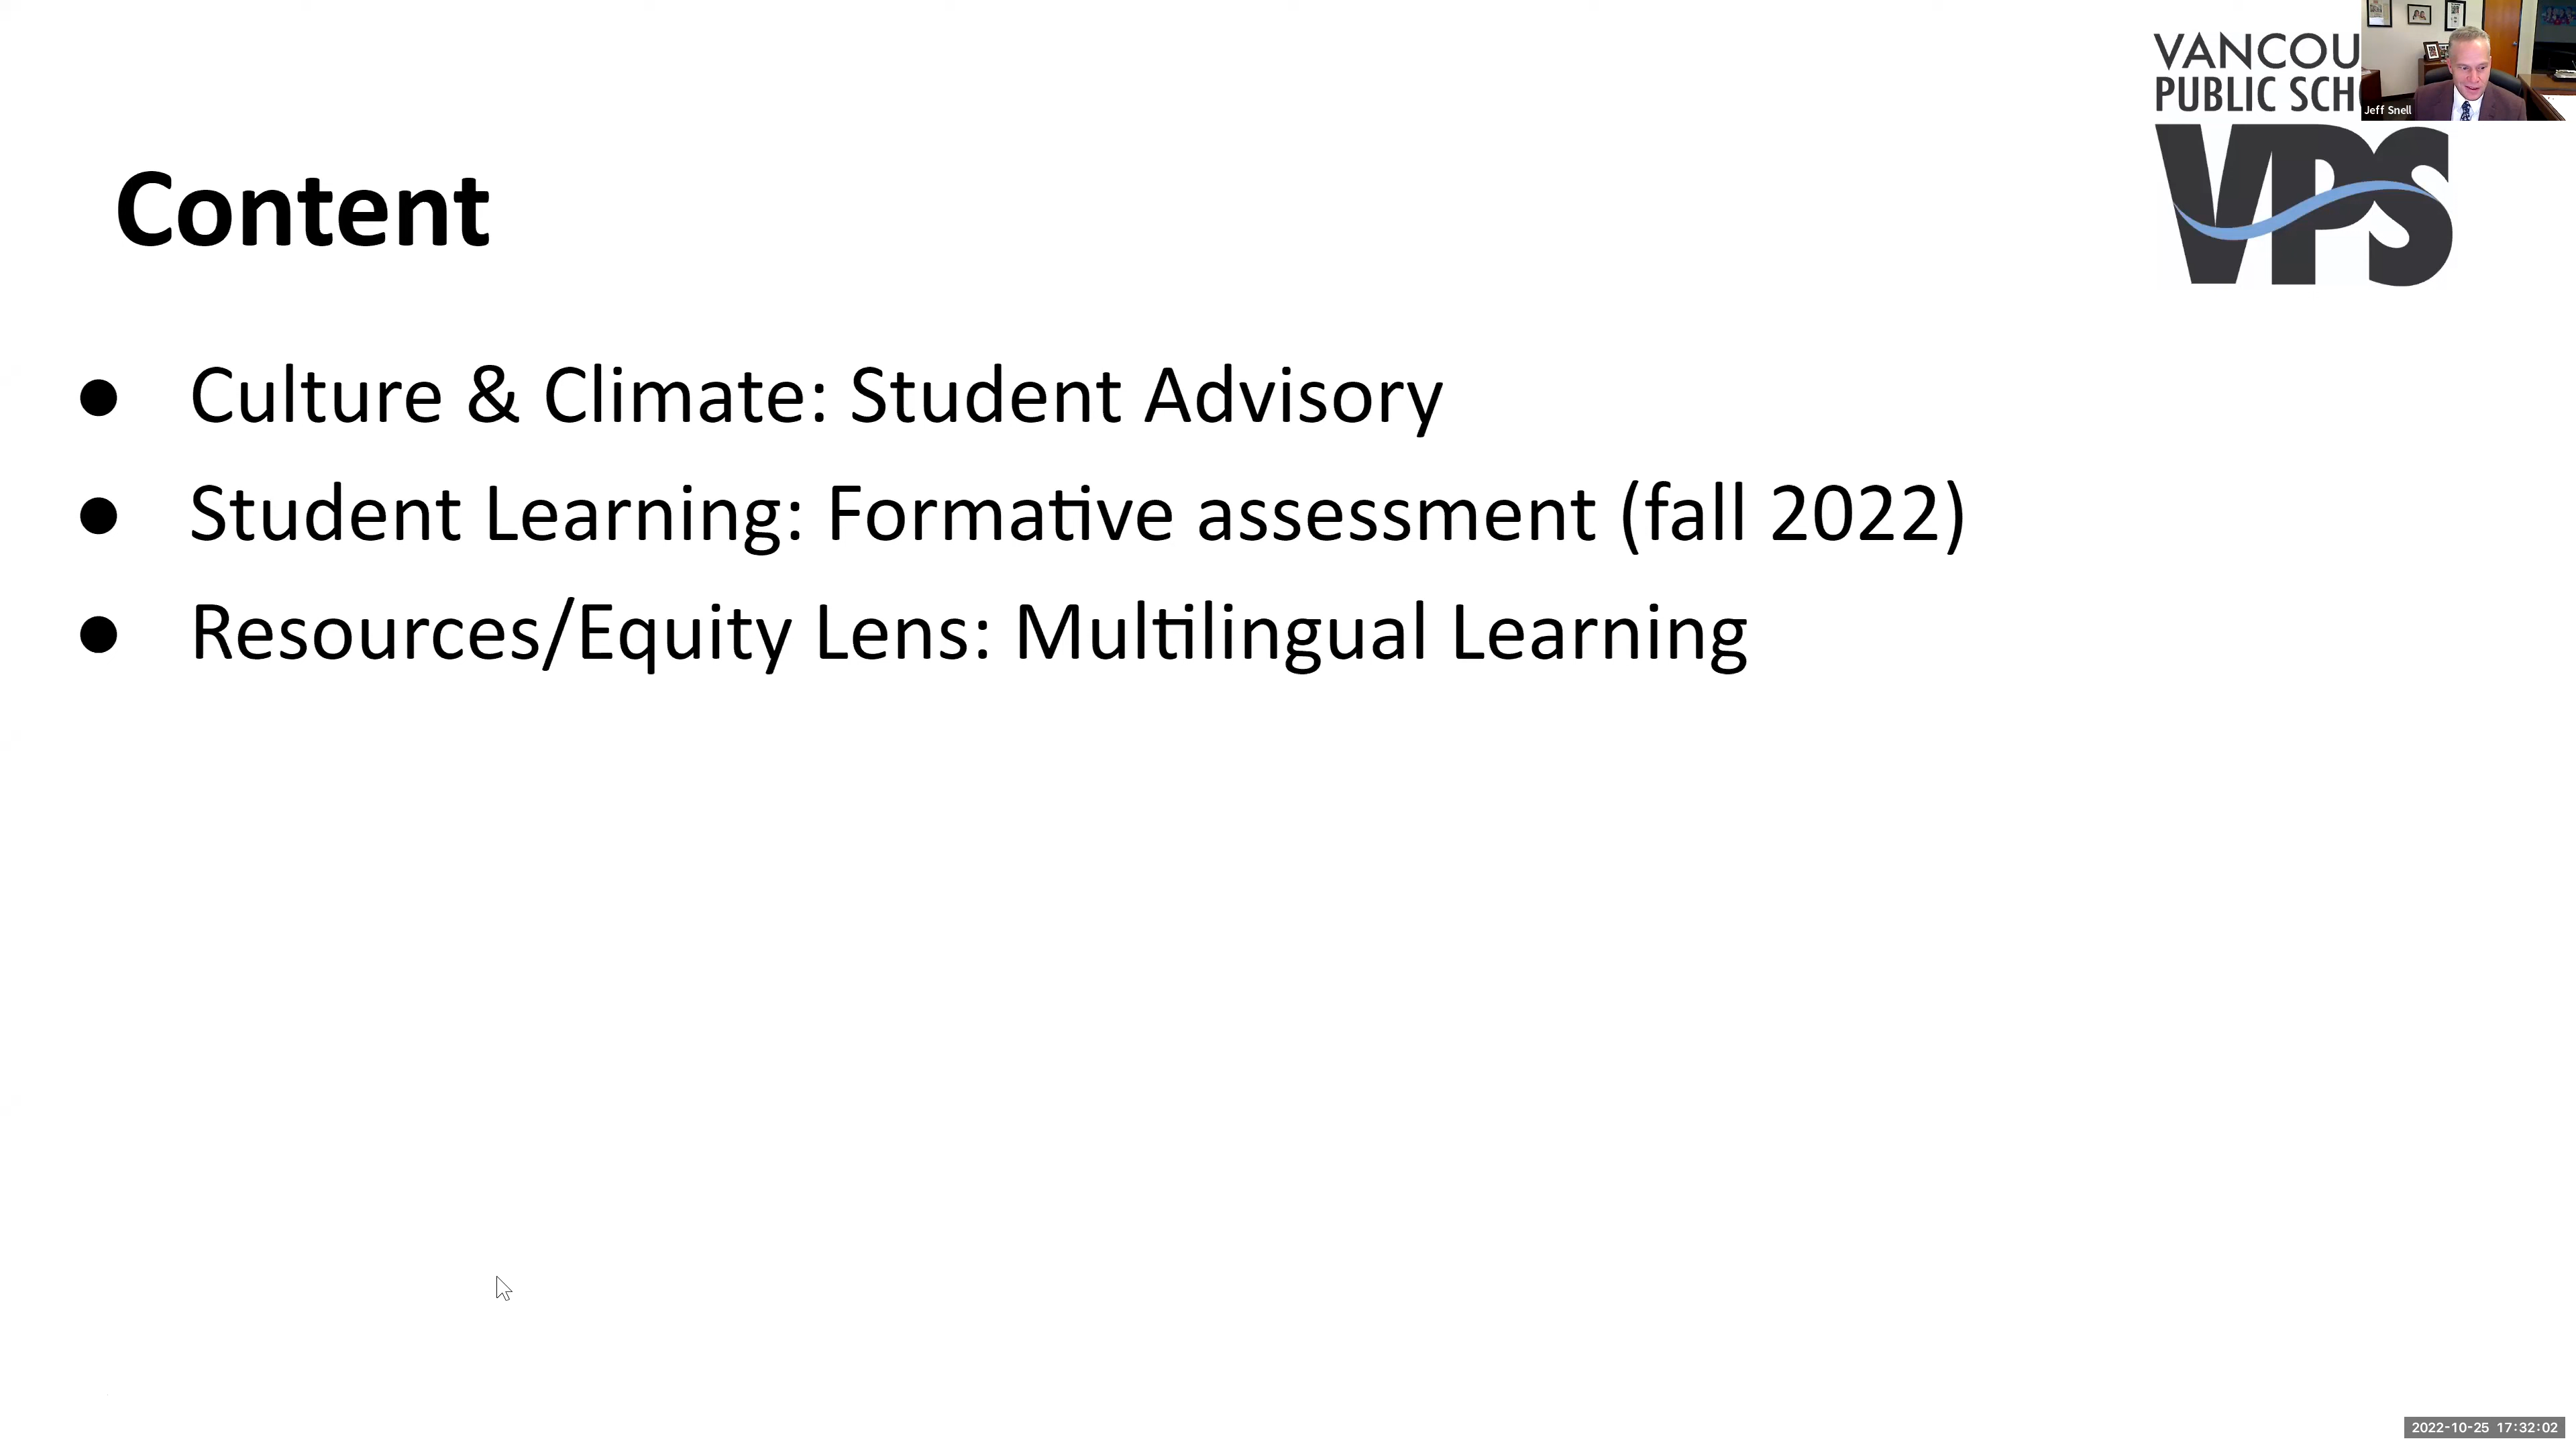 VANCOU
PUBLIC SCH
Jeff Snell
VPS
Content
● Culture & Climate: Student Advisory
● Student Learning: Formative assessment (fall 2022)
● Resources/Equity Lens: Multilingual Learning
2022-10-25 17:32:02